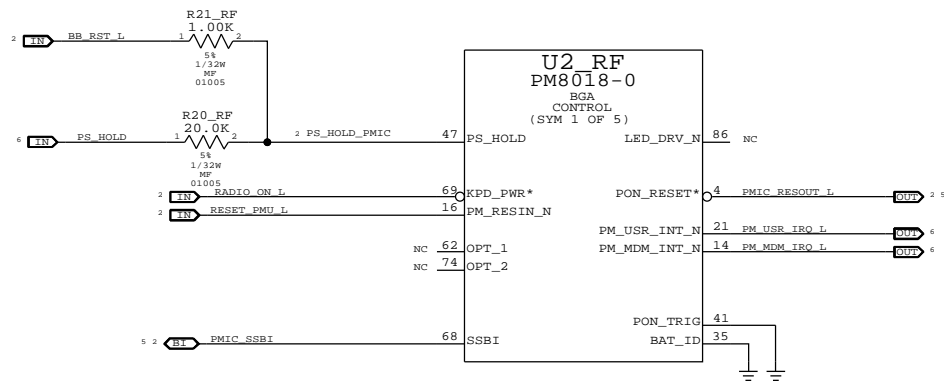 R21_RF
1.00K
2 IN BB_RST_L 1 2
5%
1/32W
MF
01005
R20_RF
20.0K
6 IN PS_HOLD 1 2
5%
1/32W
MF
01005
2 PS_HOLD_PMIC 47 PS_HOLD
U2_RF
PM8018-0
BGA
CONTROL
(SYM 1 OF 5)
LED_DRV_N 86 NC
2 IN RADIO_ON_L 69 KPD_PWR*
PON_RESET* 4 PMIC_RESOUT_L OUT 2 5
2 IN RESET_PMU_L 16 PM_RESIN_N
PM_USR_INT_N 21 PM_USR_IRQ_L OUT 6
NC 62 OPT_1
PM_MDM_INT_N 14 PM_MDM_IRQ_L OUT 6
NC 74 OPT_2
PON_TRIG 41
5 2 BI PMIC_SSBI 68 SSBI
BAT_ID 35